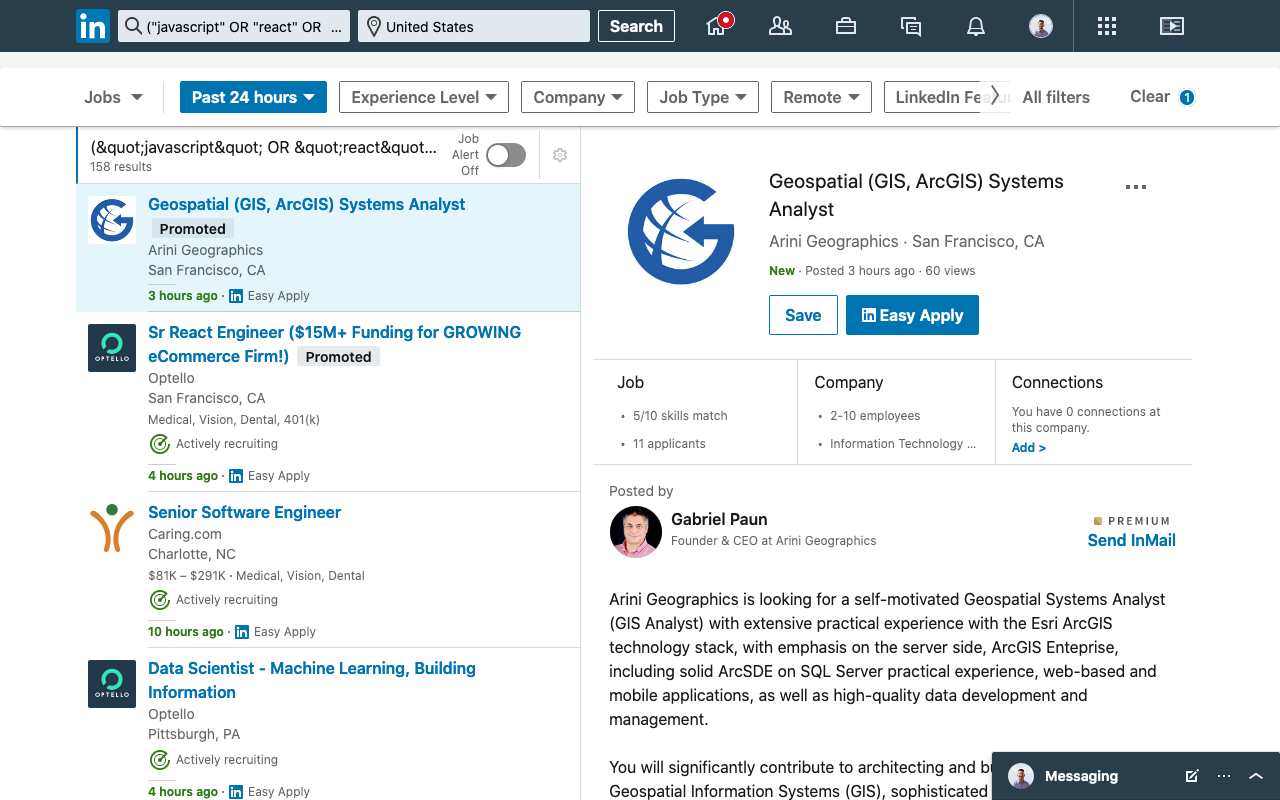 in
("javascript" OR "react" OR ...
United States
Search
Jobs
Past 24 hours
Experience Level
Company
Job Type
Remote
LinkedIn
All filters
Clear 1
(&quot;javascript&quot; OR &quot;react&quot...
158 results
Job
Alert
Off
Geospatial (GIS, ArcGIS) Systems Analyst
Promoted
Arini Geographics
San Francisco, CA
3 hours ago · in Easy Apply
OPTELLO
Sr React Engineer ($15M+ Funding for GROWING
eCommerce Firm!) Promoted
Optello
San Francisco, CA
Medical, Vision, Dental, 401(k)
Actively recruiting
4 hours ago · in Easy Apply
Senior Software Engineer
Caring.com
Charlotte, NC
$81K – $291K · Medical, Vision, Dental
Actively recruiting
10 hours ago · in Easy Apply
OPTELLO
Data Scientist - Machine Learning, Building
Information
Optello
Pittsburgh, PA
Actively recruiting
4 hours ago · in Easy Apply
Geospatial (GIS, ArcGIS) Systems
Analyst
Arini Geographics · San Francisco, CA
New · Posted 3 hours ago · 60 views
Save
in Easy Apply
Job
• 5/10 skills match
• 11 applicants
Company
• 2-10 employees
• Information Technology ...
Connections
You have 0 connections at
this company.
Add >
Posted by
Gabriel Paun
Founder & CEO at Arini Geographics
PREMIUM
Send InMail
Arini Geographics is looking for a self-motivated Geospatial Systems Analyst
(GIS Analyst) with extensive practical experience with the Esri ArcGIS
technology stack, with emphasis on the server side, ArcGIS Enteprise,
including solid ArcSDE on SQL Server practical experience, web-based and
mobile applications, as well as high-quality data development and
management.
You will significantly contribute to architecting and
Geospatial Information Systems (GIS), sophisticated
Messaging